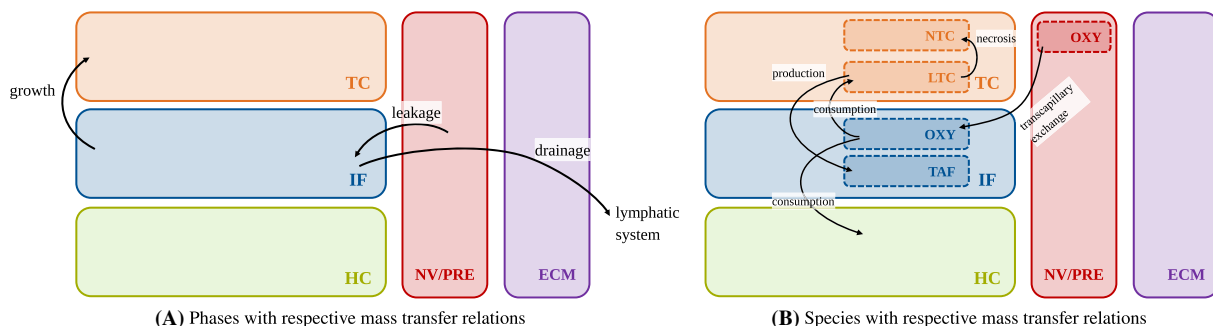 TC
growth
leakage
drainage
IF
lymphatic
system
HC
NV/PRE
ECM
(A) Phases with respective mass transfer relations
NTC
necrosis
OXY
production
LTC
TC
consumption
transcapillary
exchange
OXY
TAF
IF
consumption
HC
NV/PRE
ECM
(B) Species with respective mass transfer relations